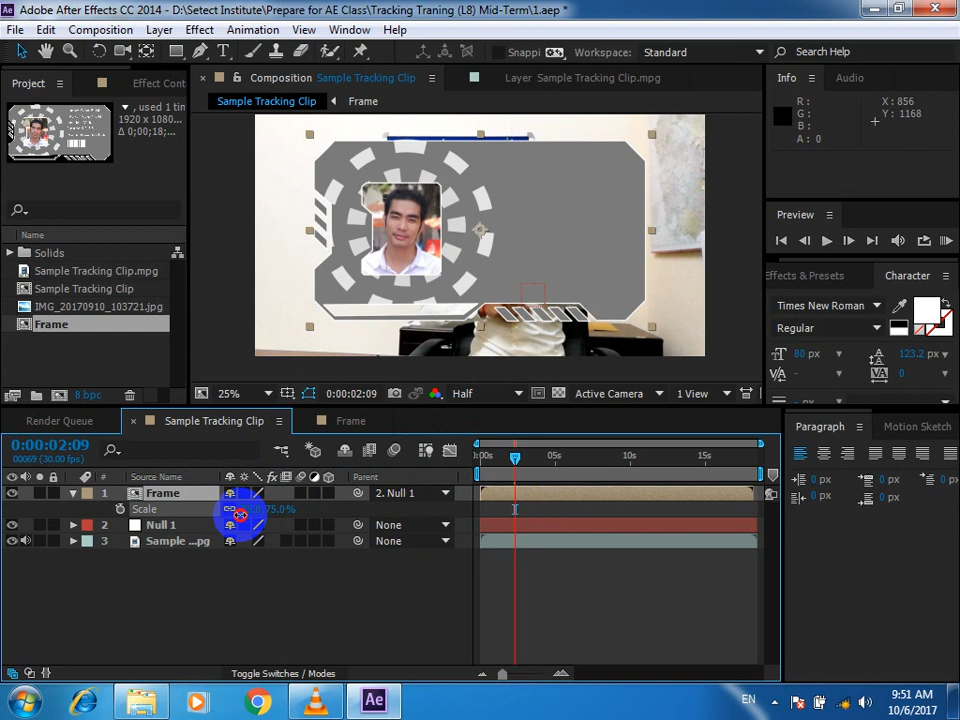 Adobe After Effects CC 2014 - D:\Setect Institute\Prepare for AE Class\Tracking Traning (L8) Mid-Term\1.aep *
File Edit Composition Layer Effect Animation View Window Help
Snappi Workspace: Standard Search Help
Project Effect Cont
, used 1 tin
1920 x 1080...
Δ 0;00;18;...
Composition Sample Tracking Clip Layer Sample Tracking Clip.mpg
Sample Tracking Clip Frame
Info Audio
R:
G:
B:
A: 0
X: 856
Y: 1168
Preview
Name
Solids
Sample Tracking Clip.mpg
Sample Tracking Clip
IMG_20170910_103721.jpg
Frame
8 bpc
Effects & Presets Character
Times New Roman
Regular
80 px 123.2 px
- 0
25% 0:00:02:09 Half Active Camera 1 View
Render Queue Sample Tracking Clip Frame
Paragraph Motion Sketch
0 px 0 px
0 px 0 px
0:00:02:09
00069 (30.00 fps)
:00s 05s 10s 15s
# Source Name Parent
1 Frame 2. Null 1
Scale 75.0%
2 Null 1 None
3 Sample ...pg None
Toggle Switches / Modes
EN 9:51 AM
10/6/2017